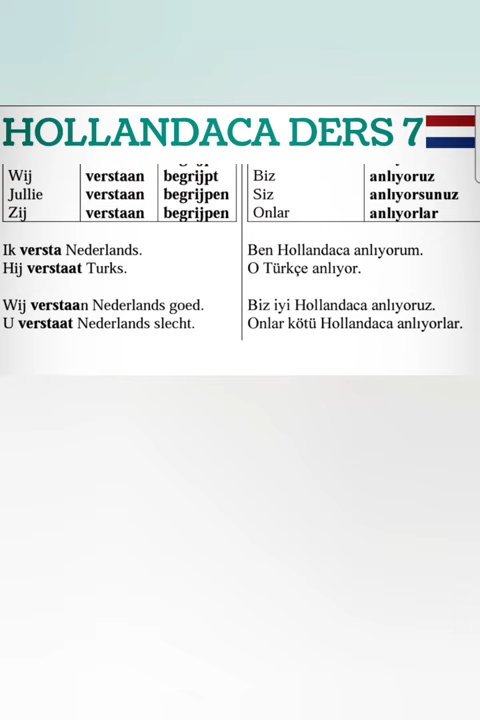 HOLLANDACA DERS 7
Wij verstaan begrijpt Biz anlıyoruz
Jullie verstaan begrijpen Siz anlıyorsunuz
Zij verstaan begrijpen Onlar anlıyorlar
Ik versta Nederlands. Ben Hollandaca anlıyorum.
Hij verstaat Turks. O Türkçe anlıyor.
Wij verstaan Nederlands goed. Biz iyi Hollandaca anlıyoruz.
U verstaat Nederlands slecht. Onlar kötü Hollandaca anlıyorlar.